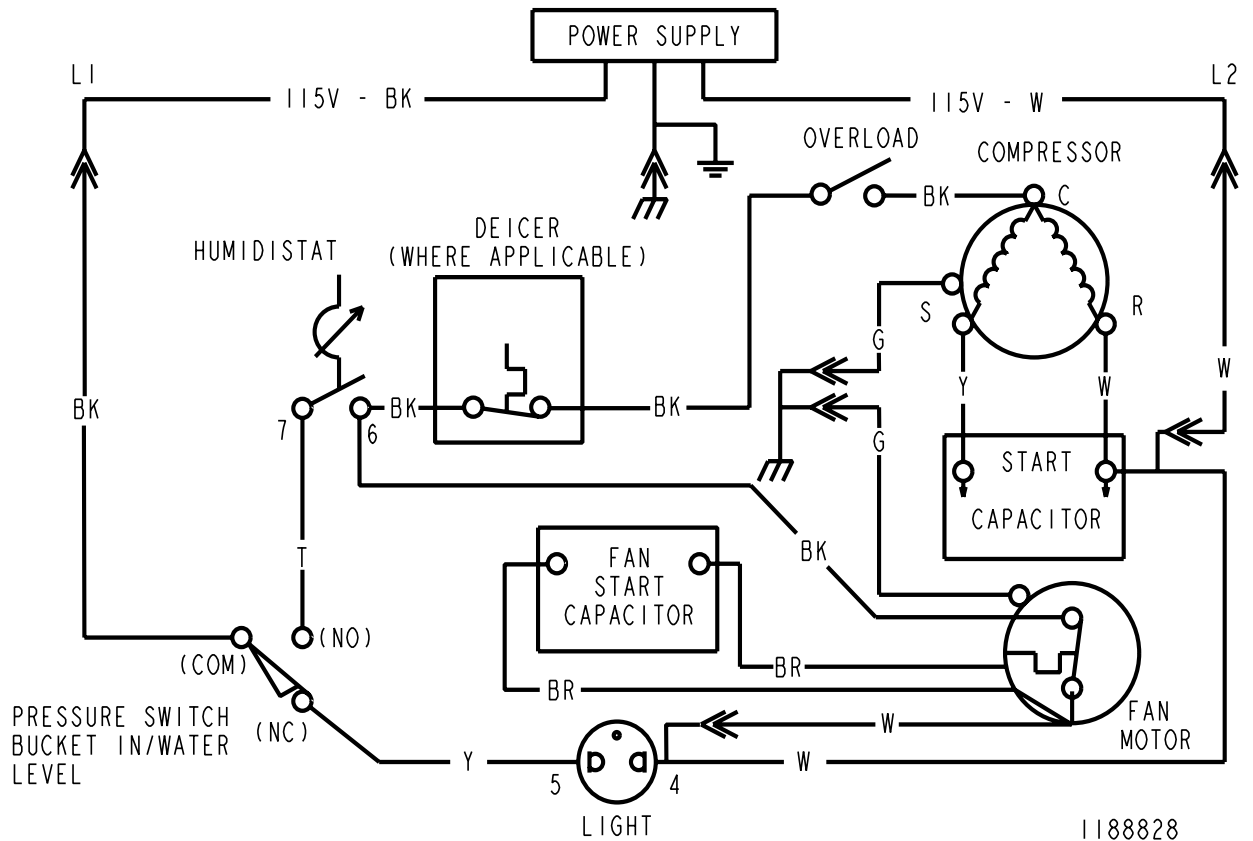 POWER SUPPLY
L1
115V - BK
115V - W
L2
OVERLOAD
COMPRESSOR
BK
C
DEICER
(WHERE APPLICABLE)
HUMIDISTAT
S
R
G
Y
W
W
BK
7
BK
6
BK
G
START
CAPACITOR
T
BK
FAN
START
CAPACITOR
(NO)
(COM)
BR
BR
PRESSURE SWITCH
BUCKET IN/WATER
LEVEL
(NC)
W
FAN
MOTOR
Y
5
4
W
LIGHT
1188828